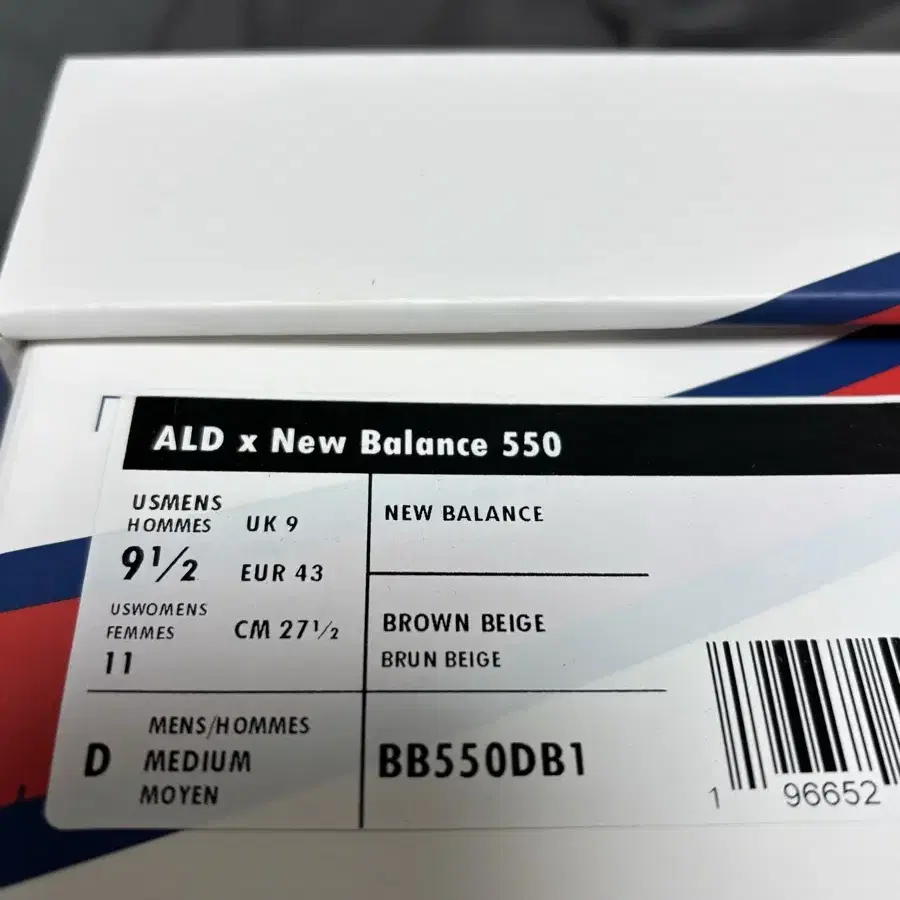 ALD x New Balance 550
USMENS
HOMMES
UK 9
9½
EUR 43
USWOMENS
FEMMES
CM 27½
11
NEW BALANCE
BROWN BEIGE
BRUN BEIGE
MENS/HOMMES
D MEDIUM
MOYEN
BB550DB1
1 96652